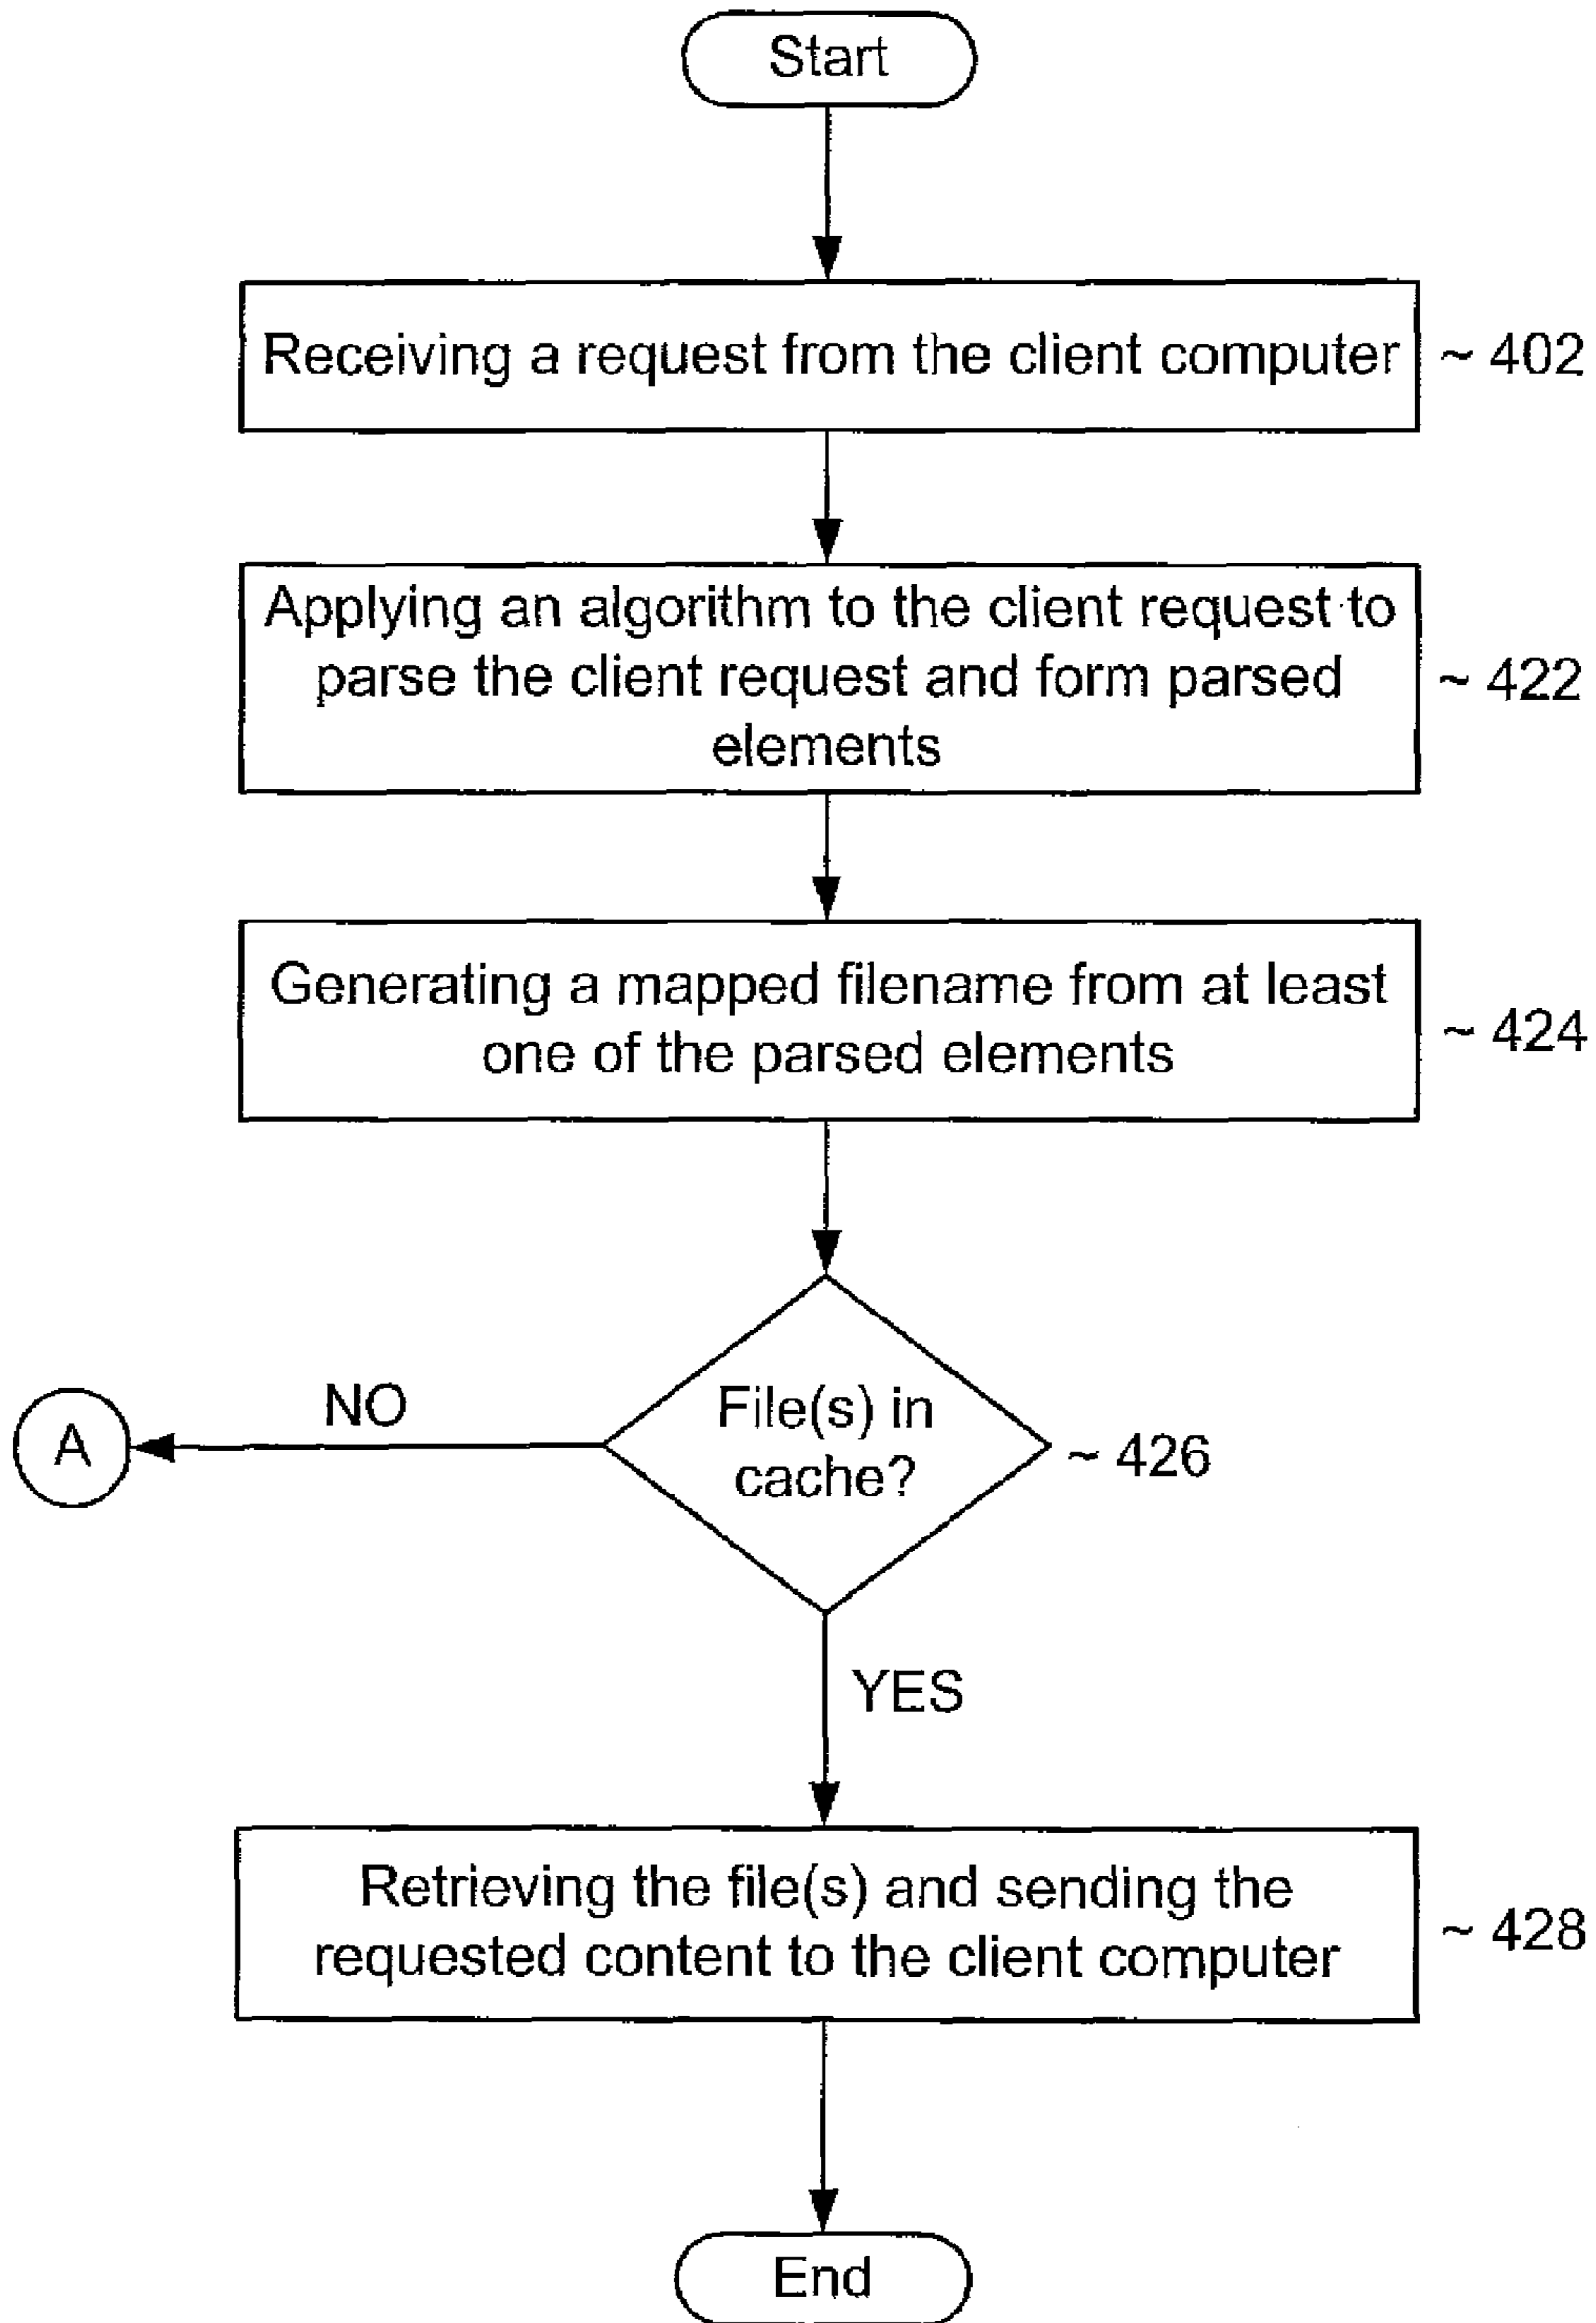 Start
Receiving a request from the client computer
~ 402
Applying an algorithm to the client request to
parse the client request and form parsed
elements
~ 422
Generating a mapped filename from at least
one of the parsed elements
~ 424
File(s) in
cache?
~ 426
NO
A
YES
Retrieving the file(s) and sending the
requested content to the client computer
~ 428
End